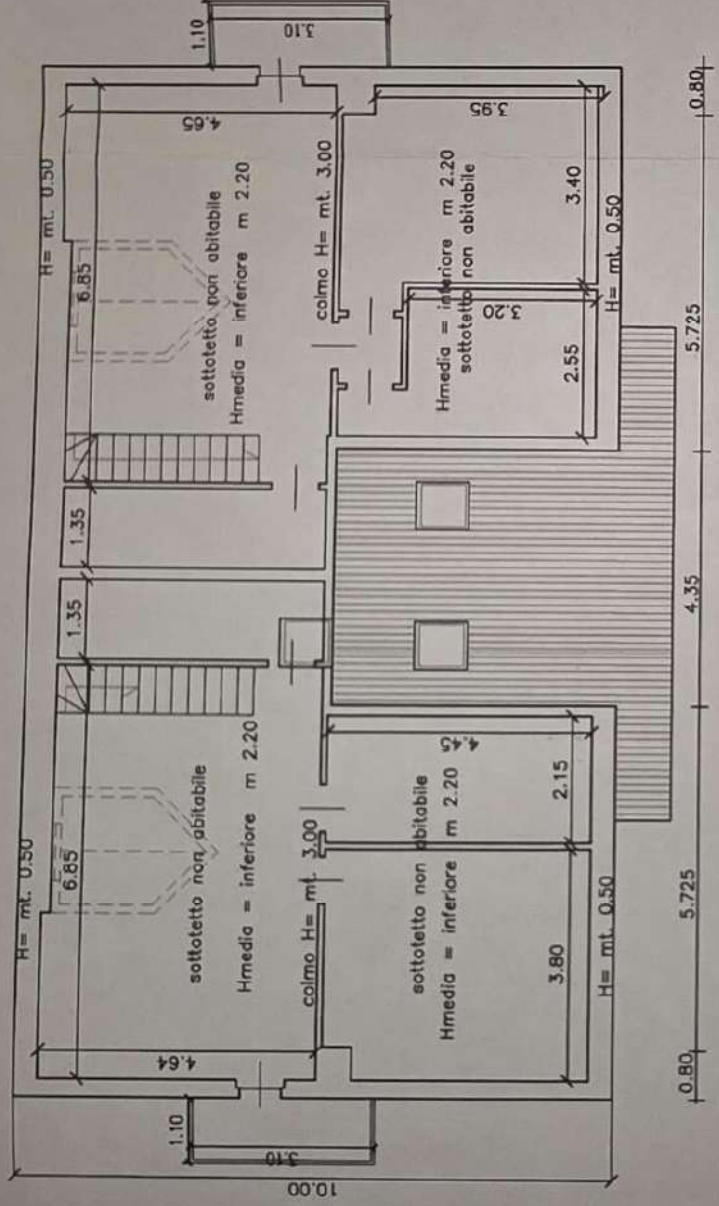 H= mt. 0.50
6.85
1.35
1.35
6.85
H= mt. 0.50
sottotetto non abitabile
Hmedia = inferiore m 2.20
sottotetto non abitabile
Hmedia = inferiore m 2.20
4.64
4.65
1.10
3.10
1.10
3.10
colmo H= mt. 3.00
colmo H= mt. 3.00
10.00
sottotetto non abitabile
Hmedia = inferiore m 2.20
4.45
3.80
2.15
Hmedia = inferiore m 2.20
sottotetto non abitabile
3.20
3.95
2.55
3.40
H= mt. 0.50
H= mt. 0.50
0.80
5.725
4.35
5.725
0.80